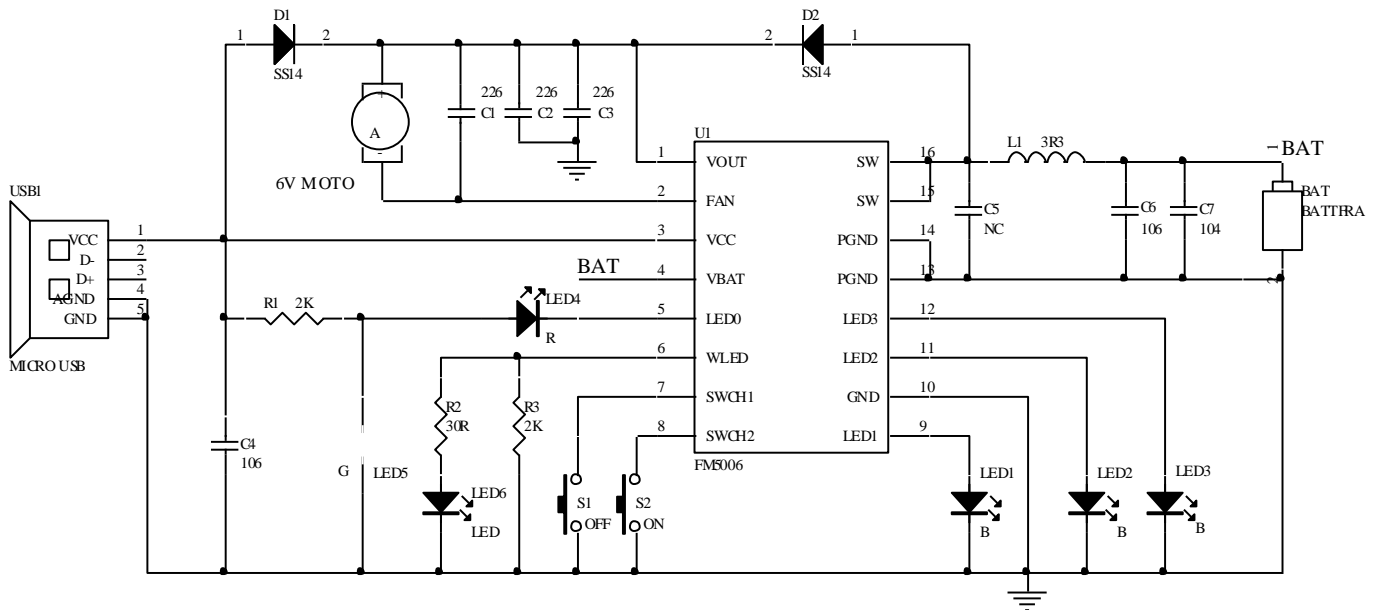 D1
D2
1
2
2
1
SS14
SS14
226
226
226
C1
C2
C3
+
A
-
6V MOTO
U1
1
VOUT
SW
16
L1
3R3
1
BAT
2
FAN
SW
15
BAT
BATTERA
USB1
C5
NC
C6
106
C7
104
VCC
1
3
VCC
PGND
14
D-
2
D+
3
BAT
4
VBAT
PGND
13
2
AGND
4
GND
5
R1
2K
LED4
R
5
LED0
LED3
12
MICRO USB
6
WLED
LED2
11
7
SWCH1
GND
10
R2
30R
R3
2K
8
SWCH2
LED1
9
FM5006
C4
106
G
LED5
LED6
LED
S1
OFF
S2
ON
LED1
B
LED2
B
LED3
B